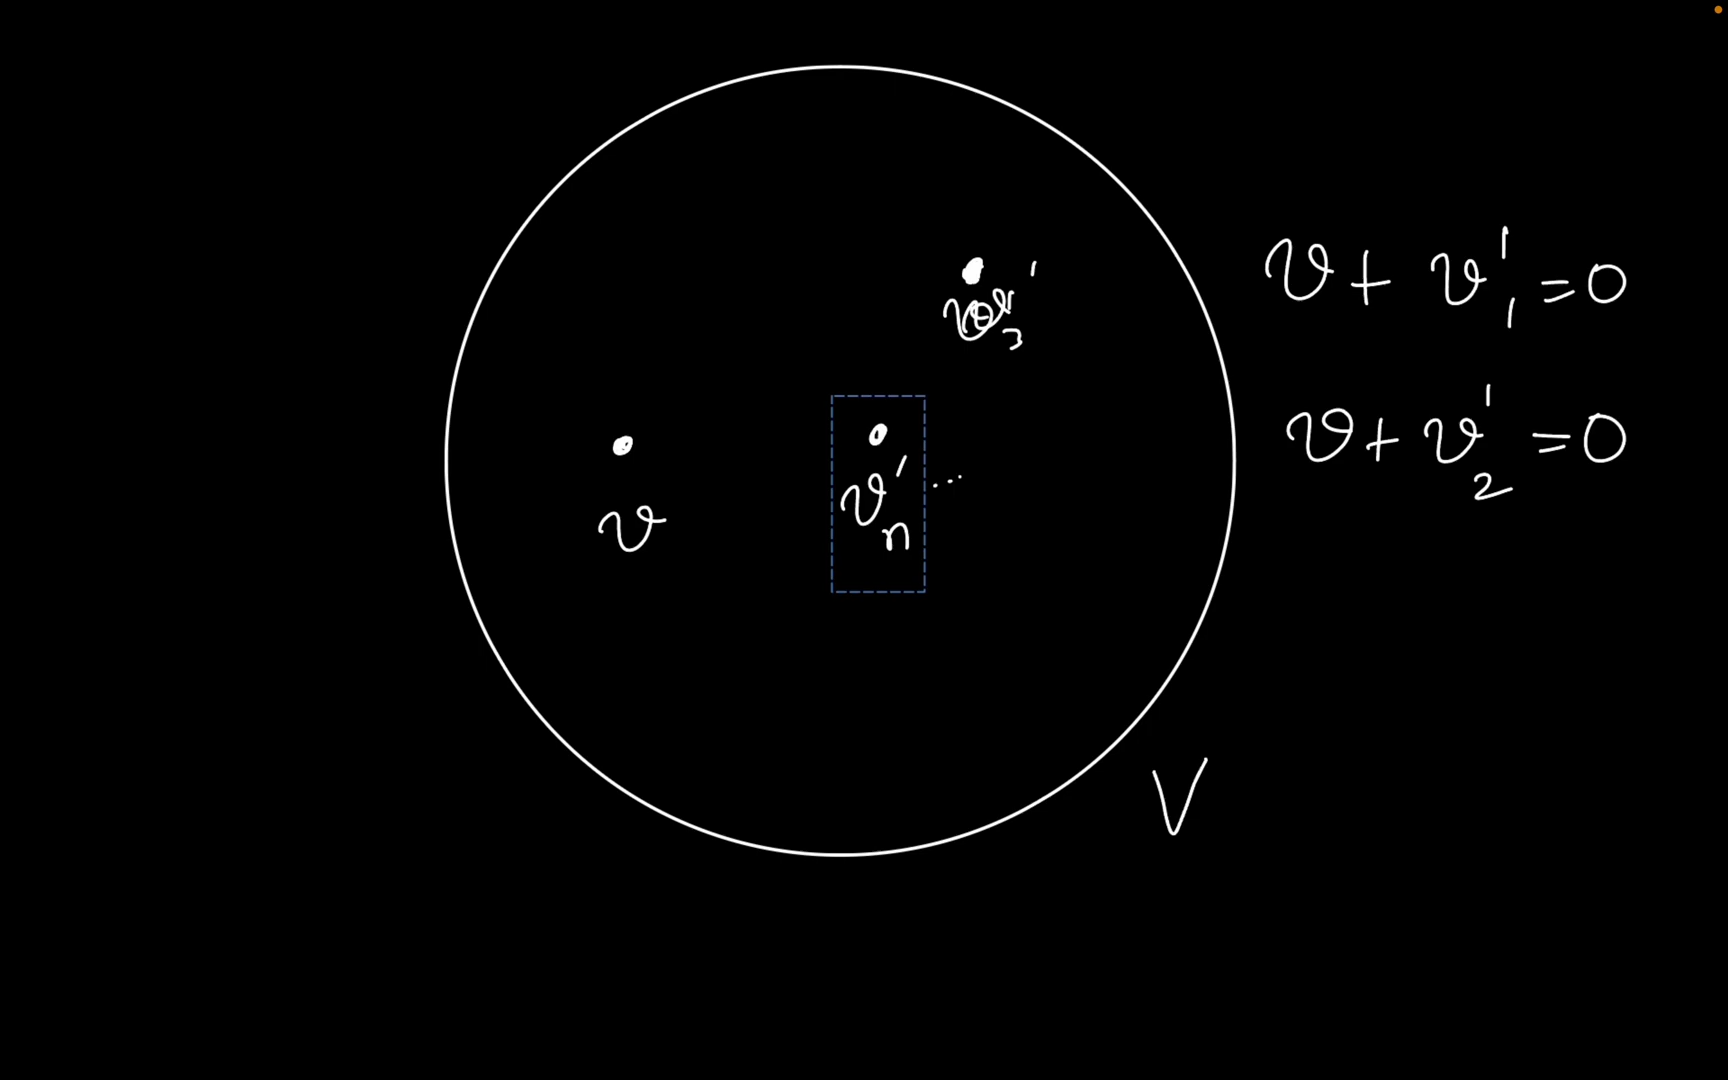 v + v'₁ = 0
v'₃
v + v'₂ = 0
v
v'ₙ ...
V